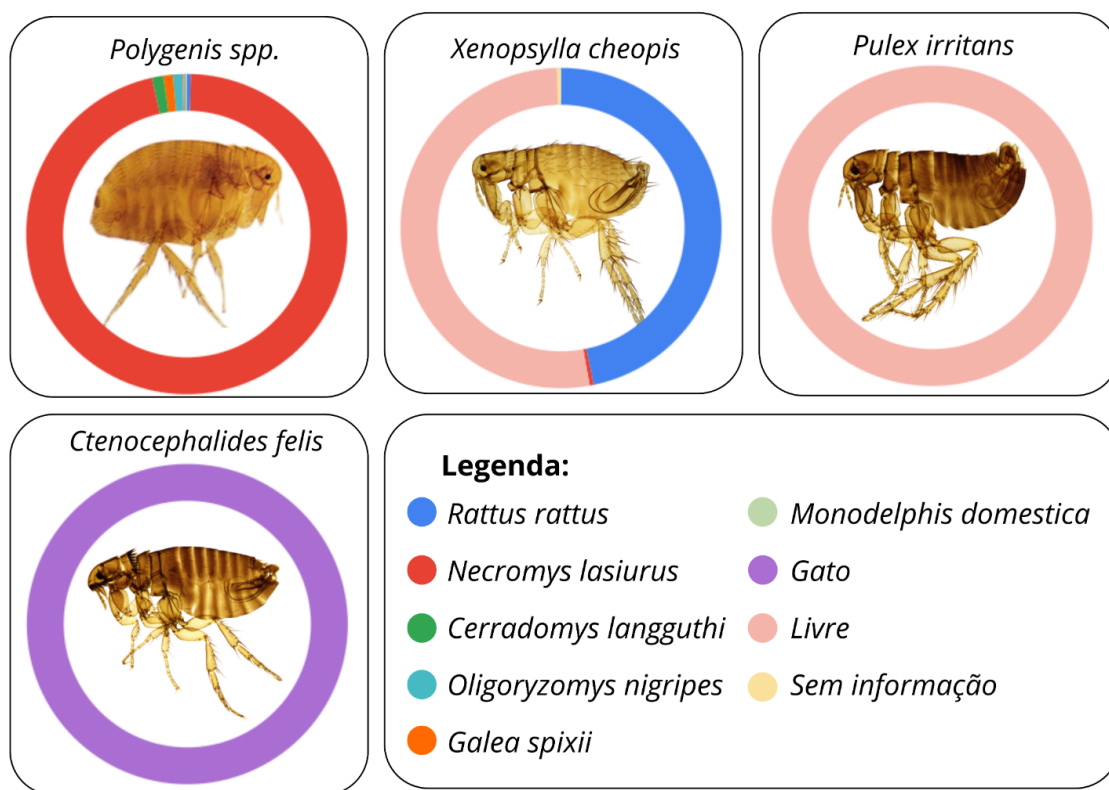 Polygenis spp.
Xenopsylla cheopis
Pulex irritans
Ctenocephalides felis
Legenda:
Rattus rattus
Necromys lasiurus
Cerradomys langguthi
Oligoryzomys nigripes
Galea spixii
Monodelphis domestica
Gato
Livre
Sem informação